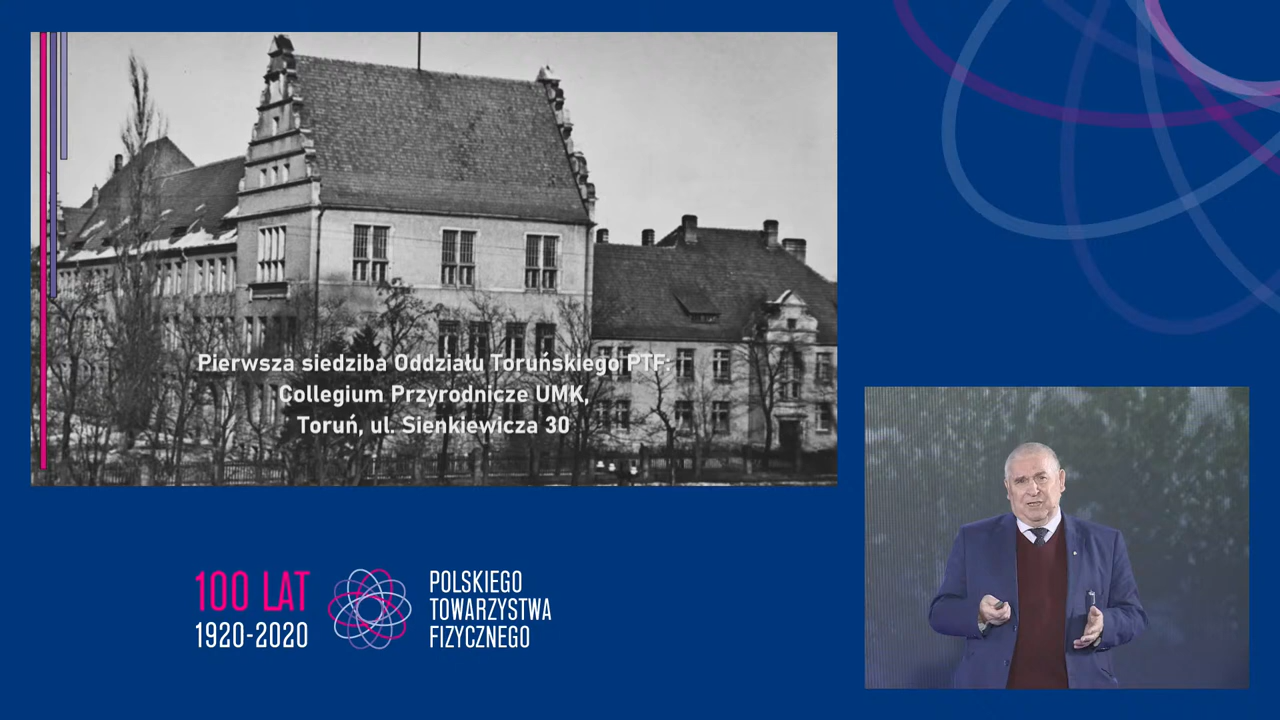 Pierwsza siedziba Oddziału Toruńskiego PTF:
Collegium Przyrodnicze UMK,
Toruń, ul. Sienkiewicza 30
100 LAT
1920-2020
POLSKIEGO
TOWARZYSTWA
FIZYCZNEGO